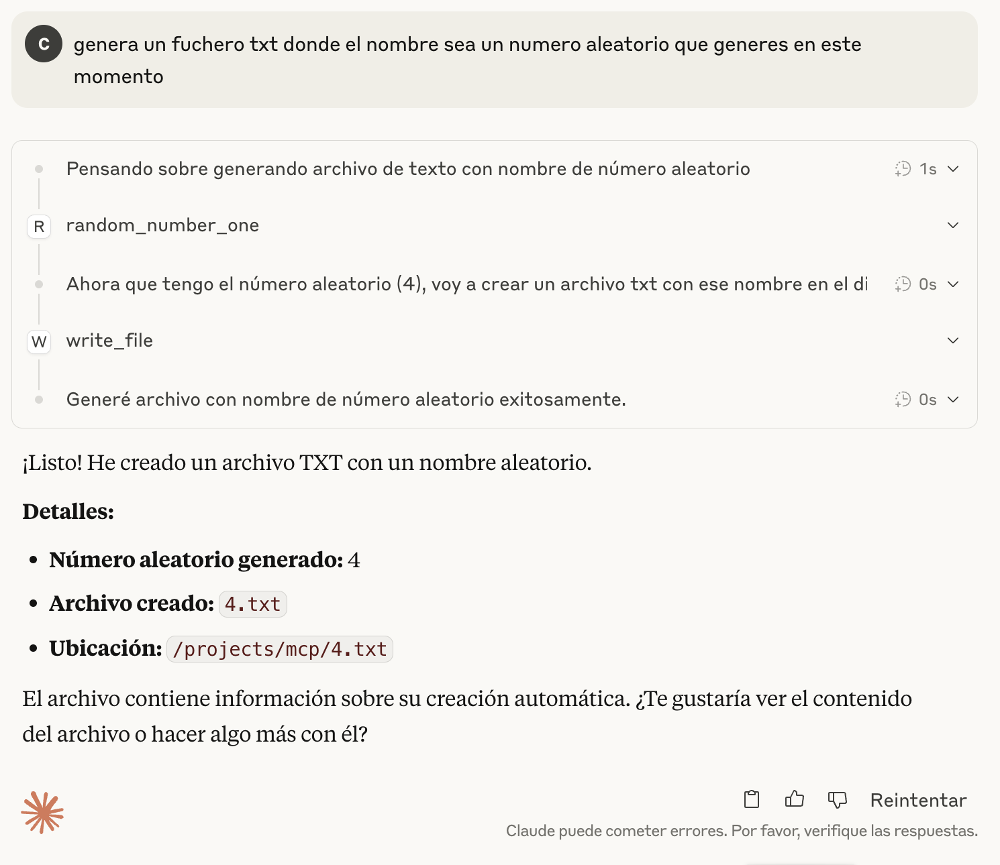 C
genera un fuchero txt donde el nombre sea un numero aleatorio que generes en este
momento
Pensando sobre generando archivo de texto con nombre de número aleatorio 1s
R random_number_one
Ahora que tengo el número aleatorio (4), voy a crear un archivo txt con ese nombre en el di 0s
W write_file
Generé archivo con nombre de número aleatorio exitosamente. 0s
¡Listo! He creado un archivo TXT con un nombre aleatorio.
Detalles:
• Número aleatorio generado: 4
• Archivo creado: 4.txt
• Ubicación: /projects/mcp/4.txt
El archivo contiene información sobre su creación automática. ¿Te gustaría ver el contenido
del archivo o hacer algo más con él?
Reintentar
Claude puede cometer errores. Por favor, verifique las respuestas.